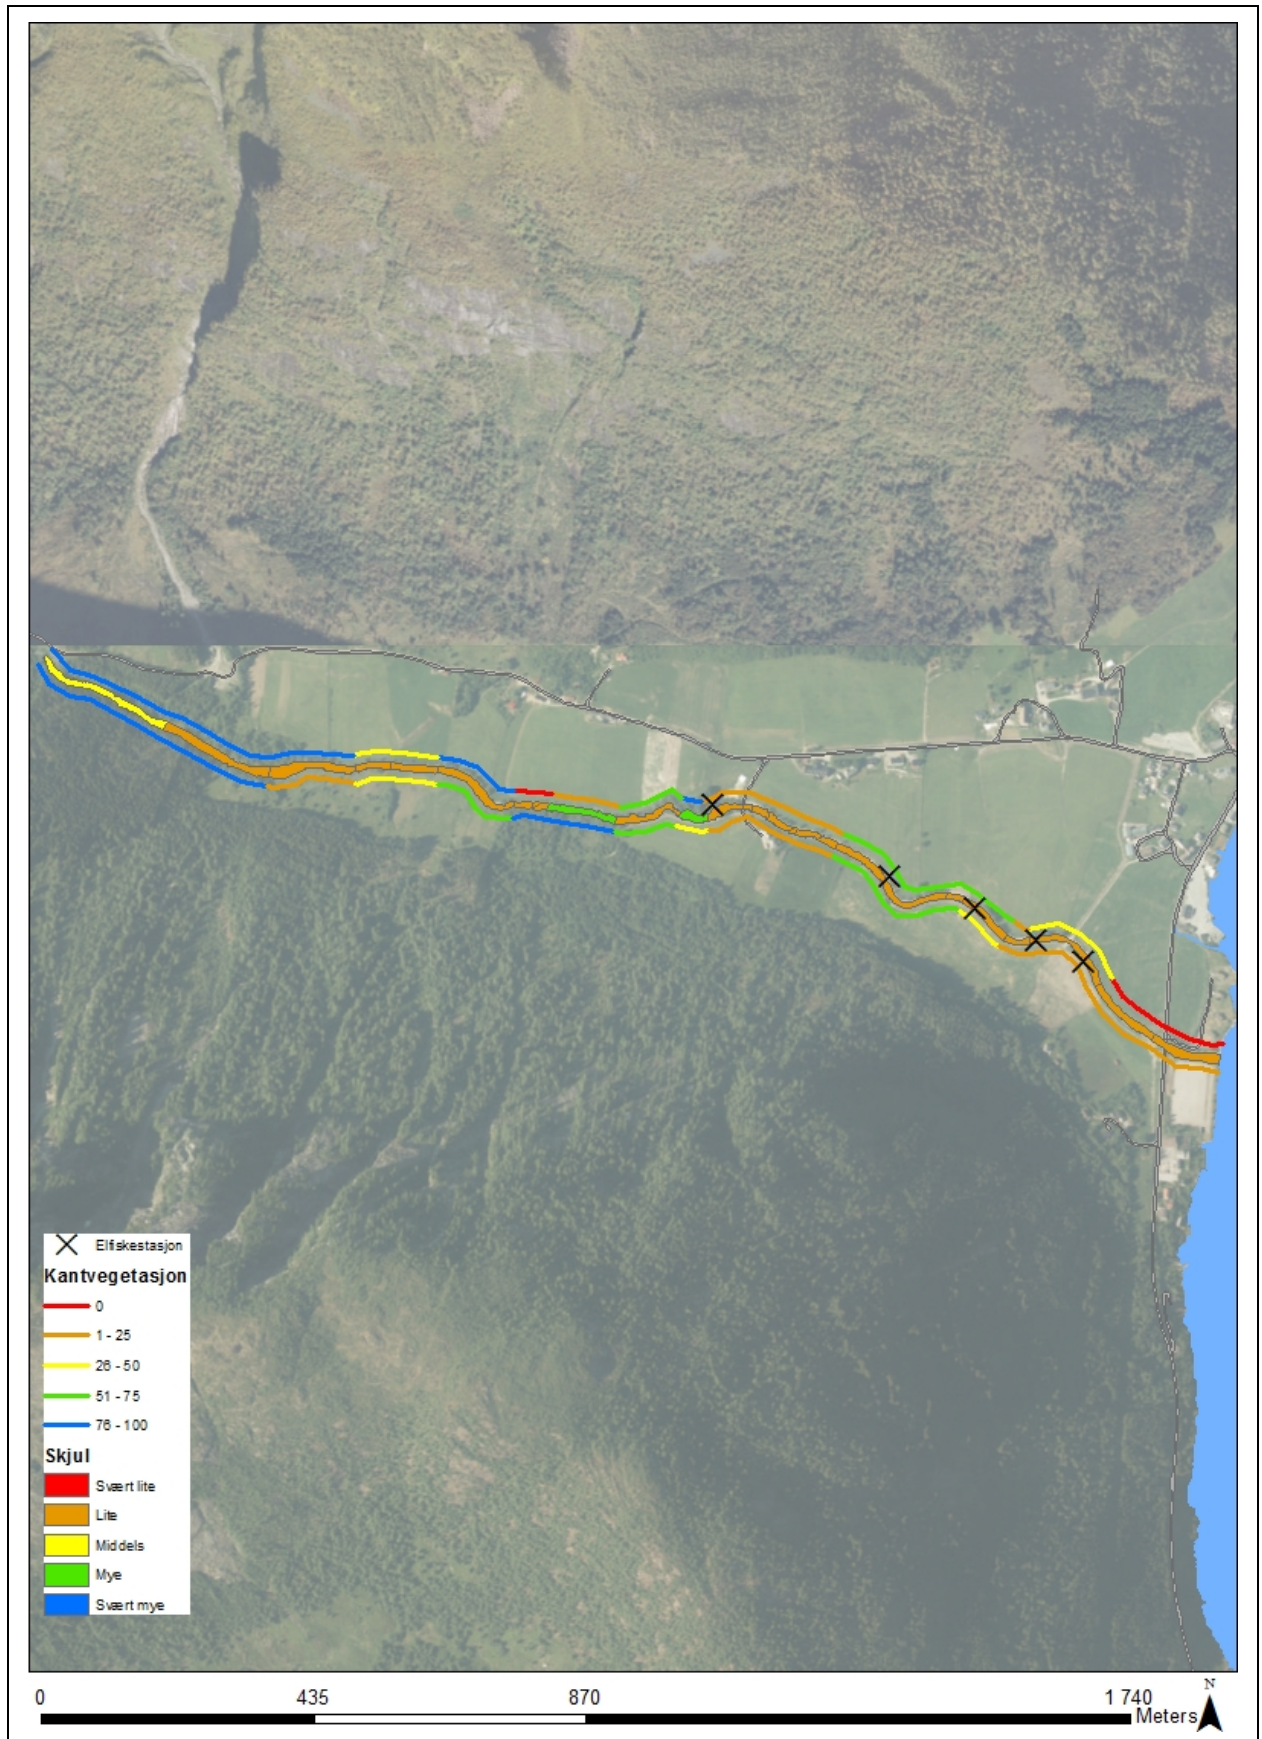 Elfiskestasjon
Kantvegetasjon
0
1 - 25
26 - 50
51 - 75
76 - 100
Skjul
Svært lite
Lite
Middels
Mye
Svært mye
0 435 870 1 740
Meters
N